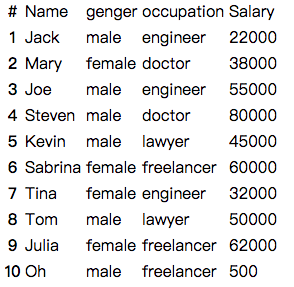 # Name genger occupation Salary
1 Jack male engineer 22000
2 Mary female doctor 38000
3 Joe male engineer 55000
4 Steven male doctor 80000
5 Kevin male lawyer 45000
6 Sabrina female freelancer 60000
7 Tina female engineer 32000
8 Tom male lawyer 50000
9 Julia female freelancer 62000
10 Oh male freelancer 500